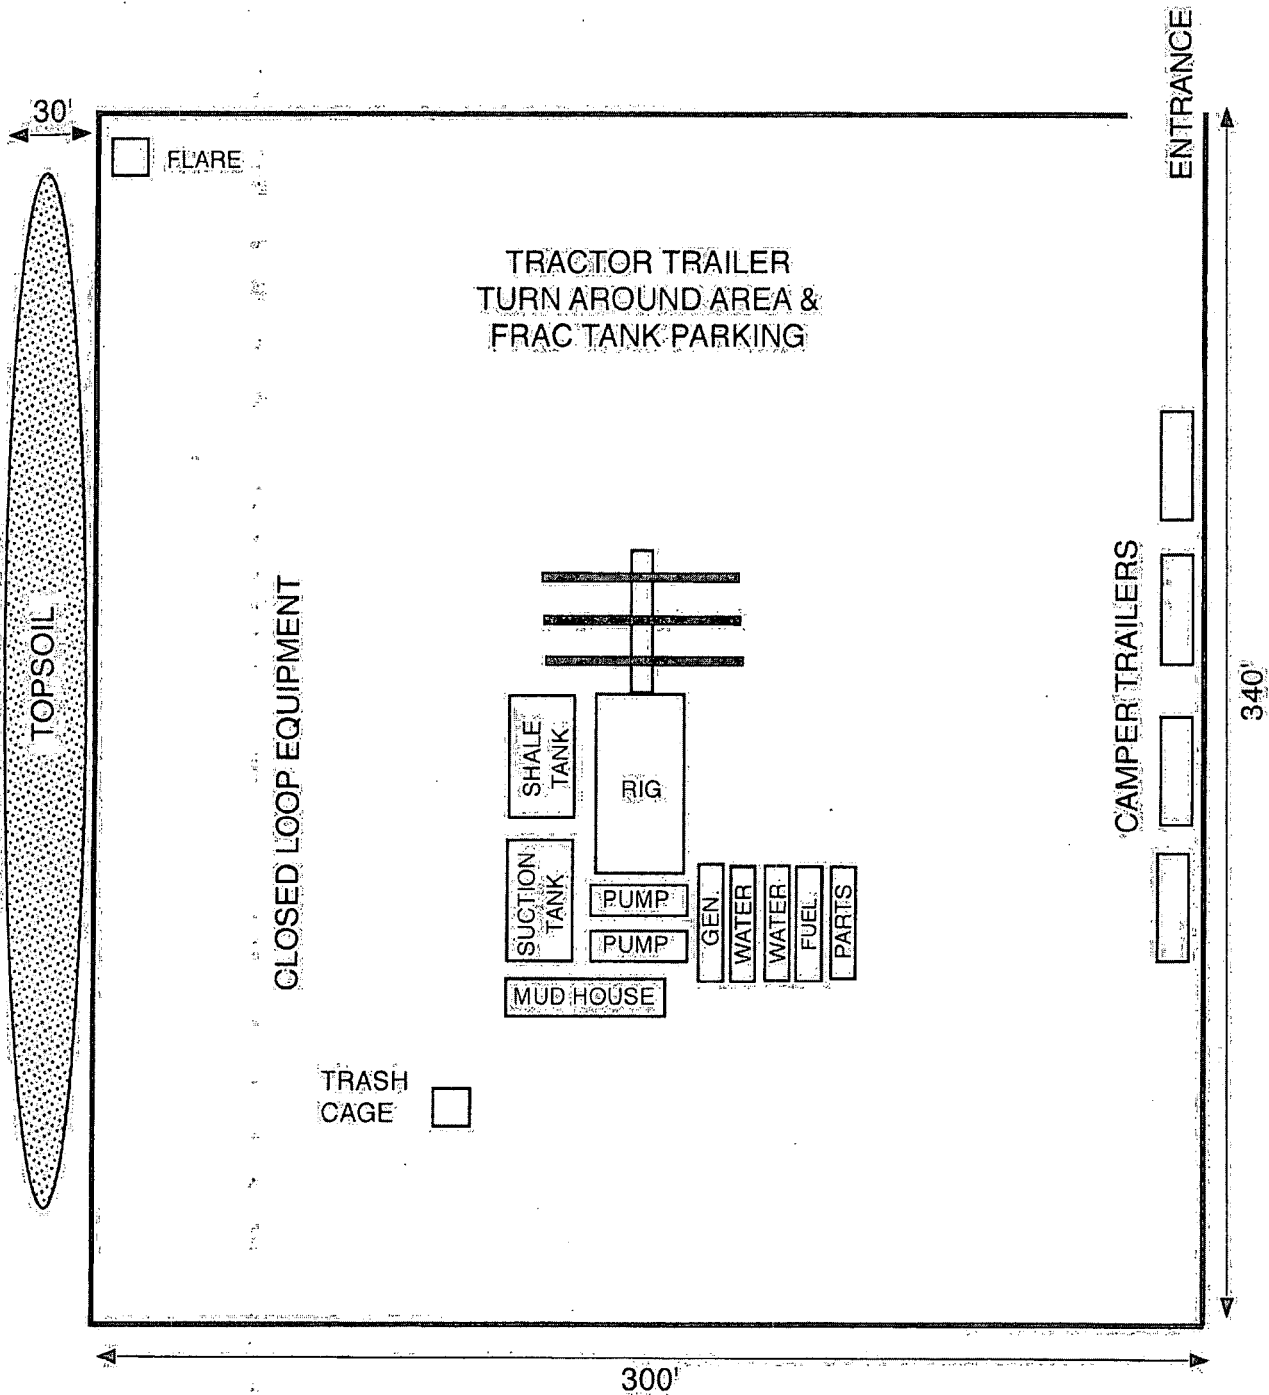 ENTRANCE
30'
FLARE
TRACTOR TRAILER
TURN AROUND AREA &
FRAC TANK PARKING
TOPSOIL
CLOSED LOOP EQUIPMENT
CAMPER TRAILERS
340'
SHALE
TANK
RIG
SUCTION
TANK
PUMP
PUMP
GEN.
WATER
WATER
FUEL
PARTS
MUD HOUSE
TRASH
CAGE
300'